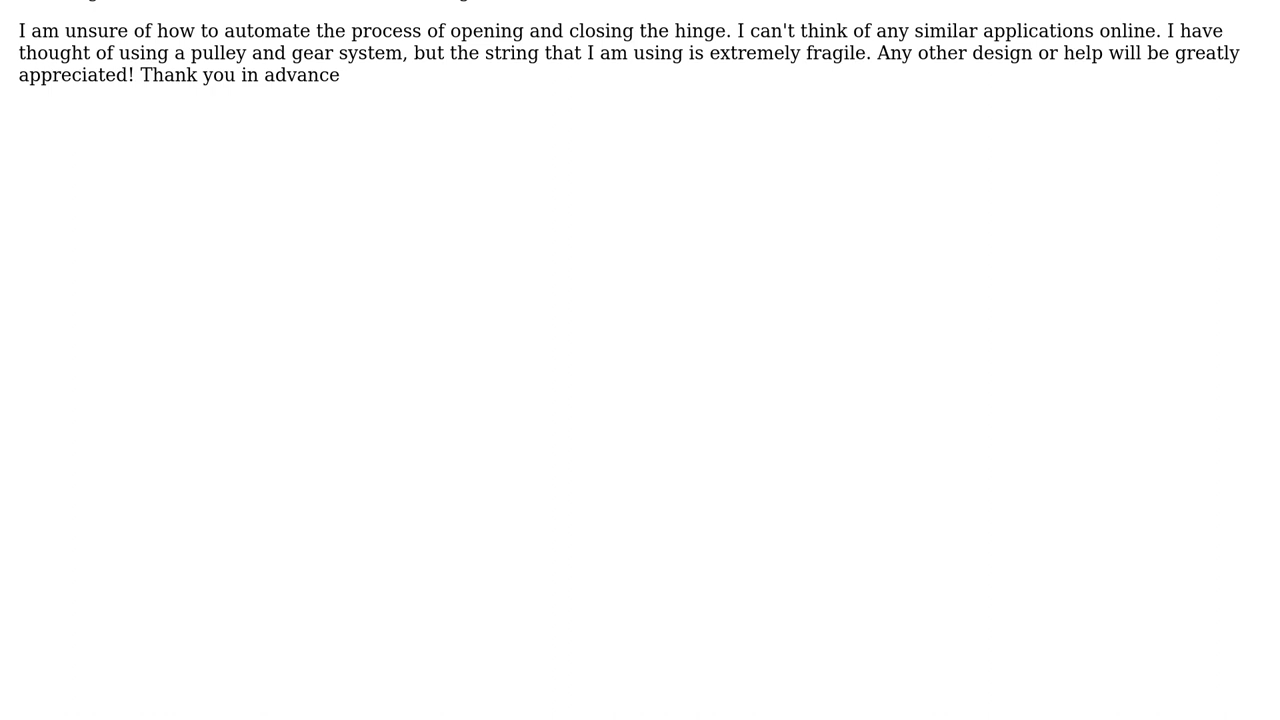 I am unsure of how to automate the process of opening and closing the hinge. I can't think of any similar applications online. I have
thought of using a pulley and gear system, but the string that I am using is extremely fragile. Any other design or help will be greatly
appreciated! Thank you in advance